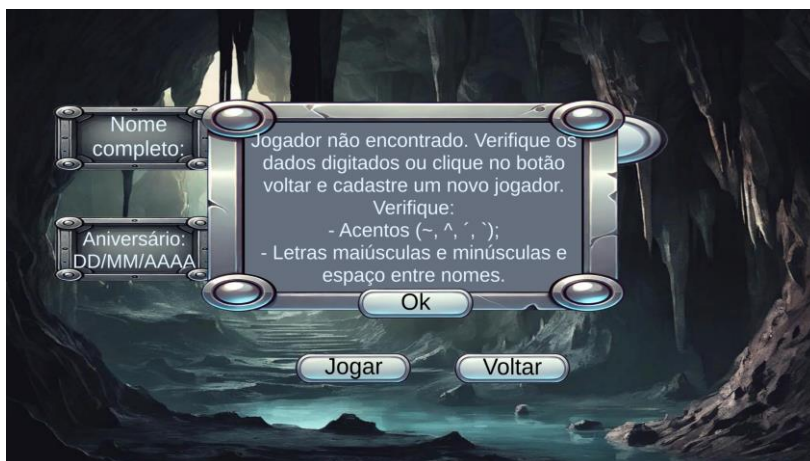 Nome
completo:
Jogador não encontrado. Verifique os
dados digitados ou clique no botão
voltar e cadastre um novo jogador.
Verifique:
- Acentos (~, ^, ´, `);
- Letras maiúsculas e minúsculas e
espaço entre nomes.
Aniversário:
DD/MM/AAAA
Ok
Jogar
Voltar